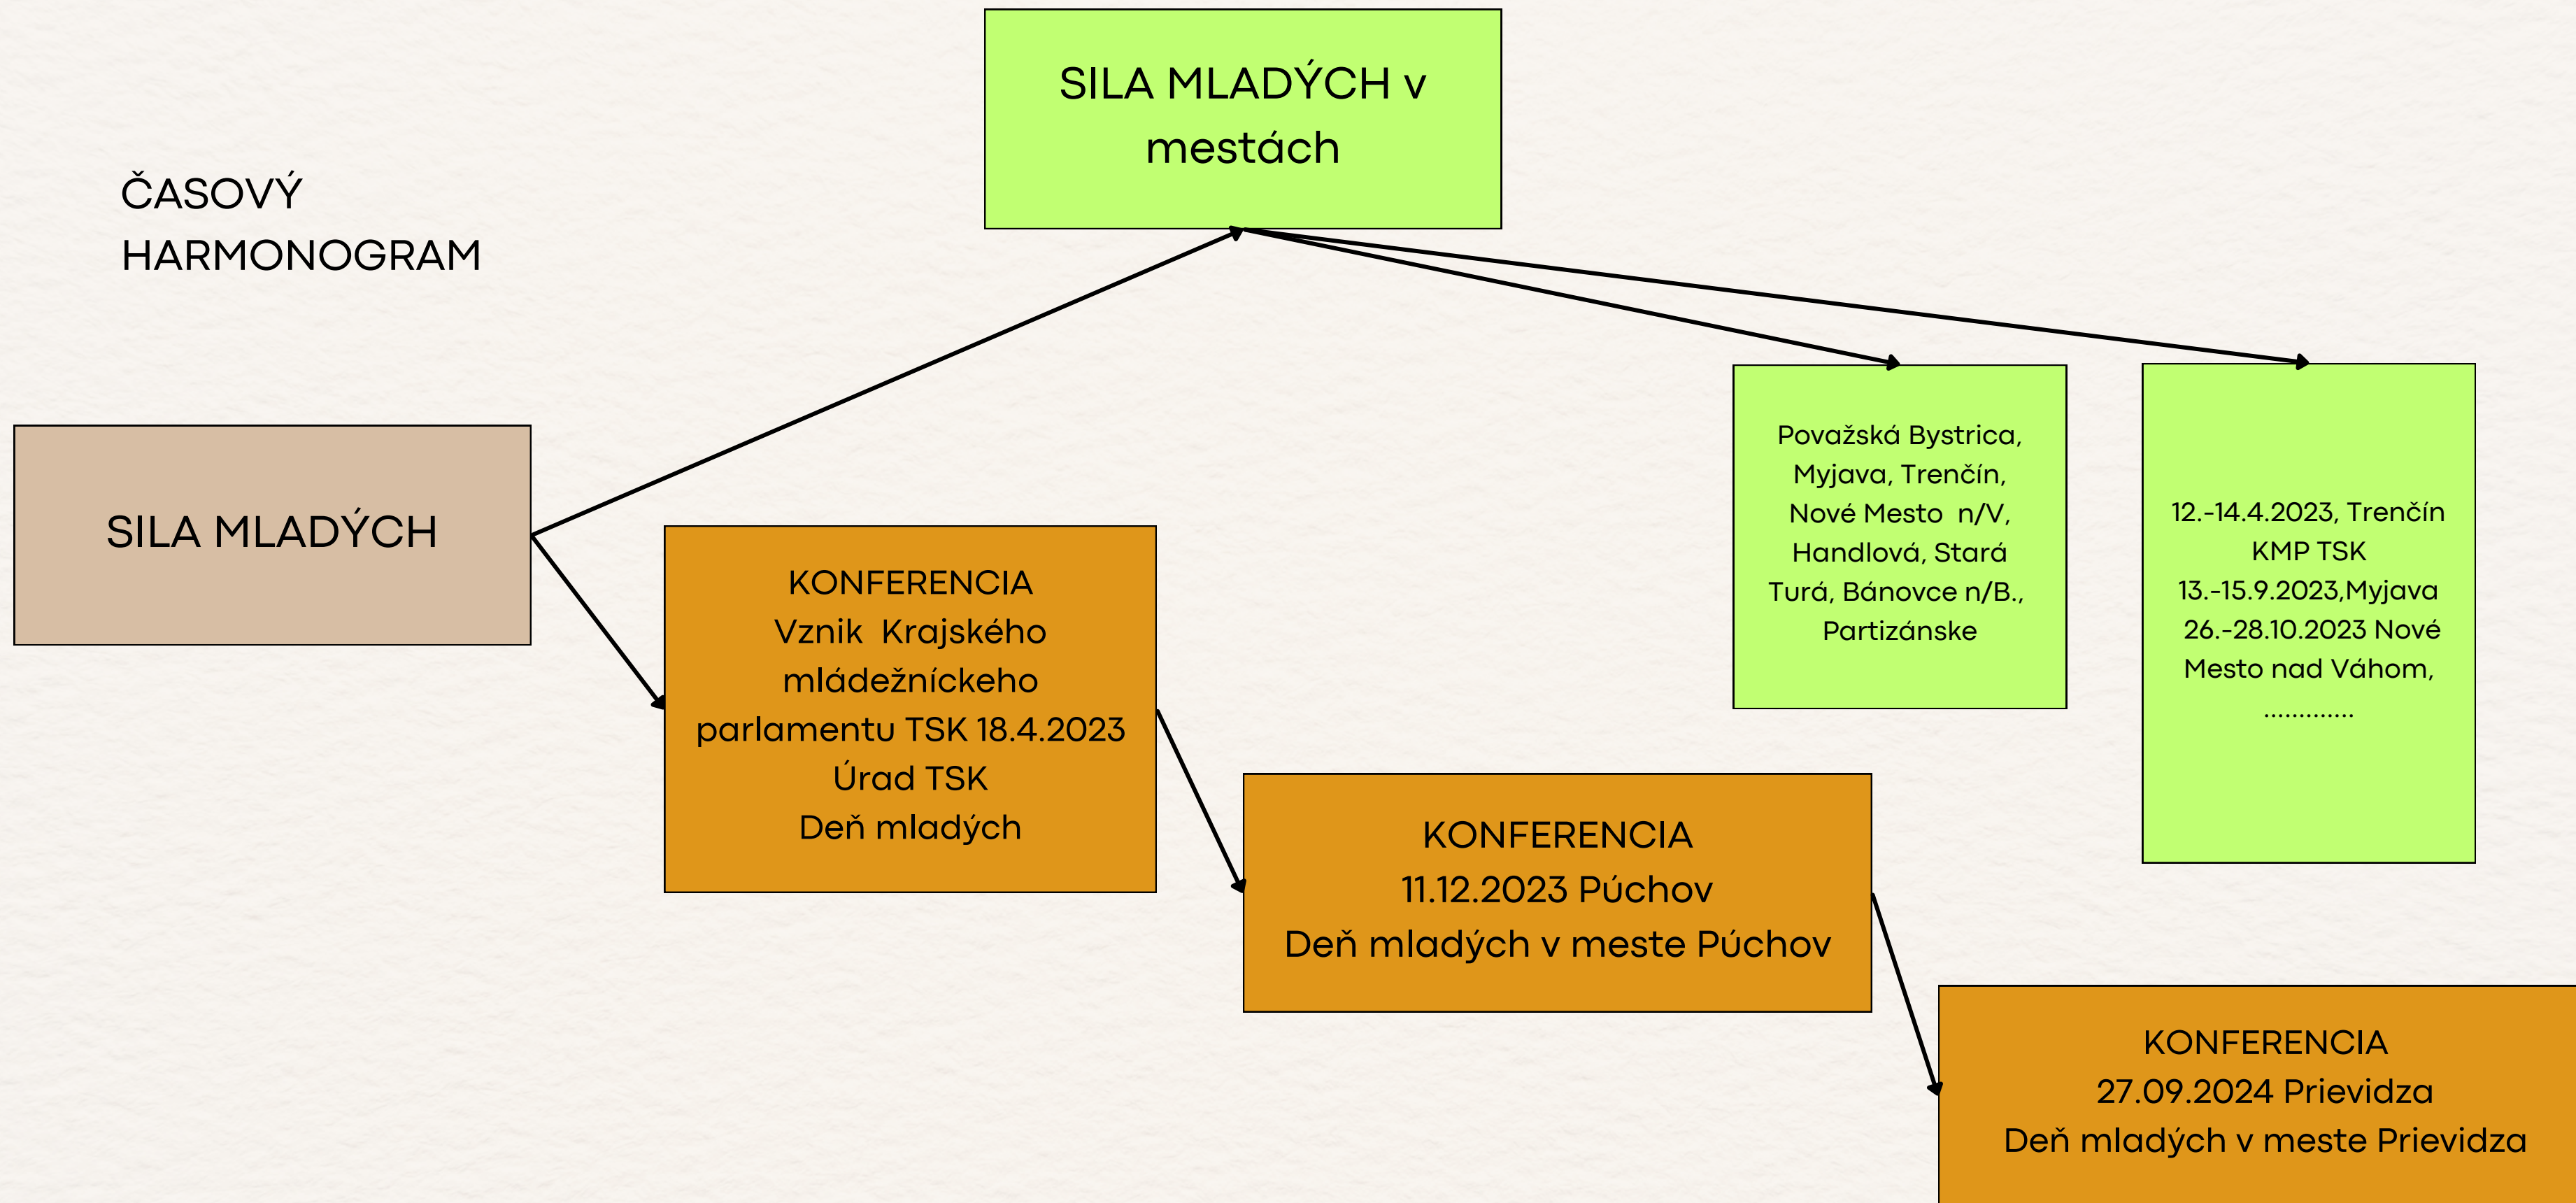 SILA MLADÝCH v
mestách
ČASOVÝ
HARMONOGRAM
SILA MLADÝCH
KONFERENCIA
Vznik  Krajského
mládežníckeho
parlamentu TSK 18.4.2023
Úrad TSK
Deň mladých
Považská Bystrica,
Myjava, Trenčín,
Nové Mesto  n/V,
Handlová, Stará
Turá, Bánovce n/B.,
Partizánske
12.-14.4.2023, Trenčín
KMP TSK
13.-15.9.2023,Myjava
26.-28.10.2023 Nové
Mesto nad Váhom,
.............
KONFERENCIA
11.12.2023 Púchov
Deň mladých v meste Púchov
KONFERENCIA
27.09.2024 Prievidza
Deň mladých v meste Prievidza